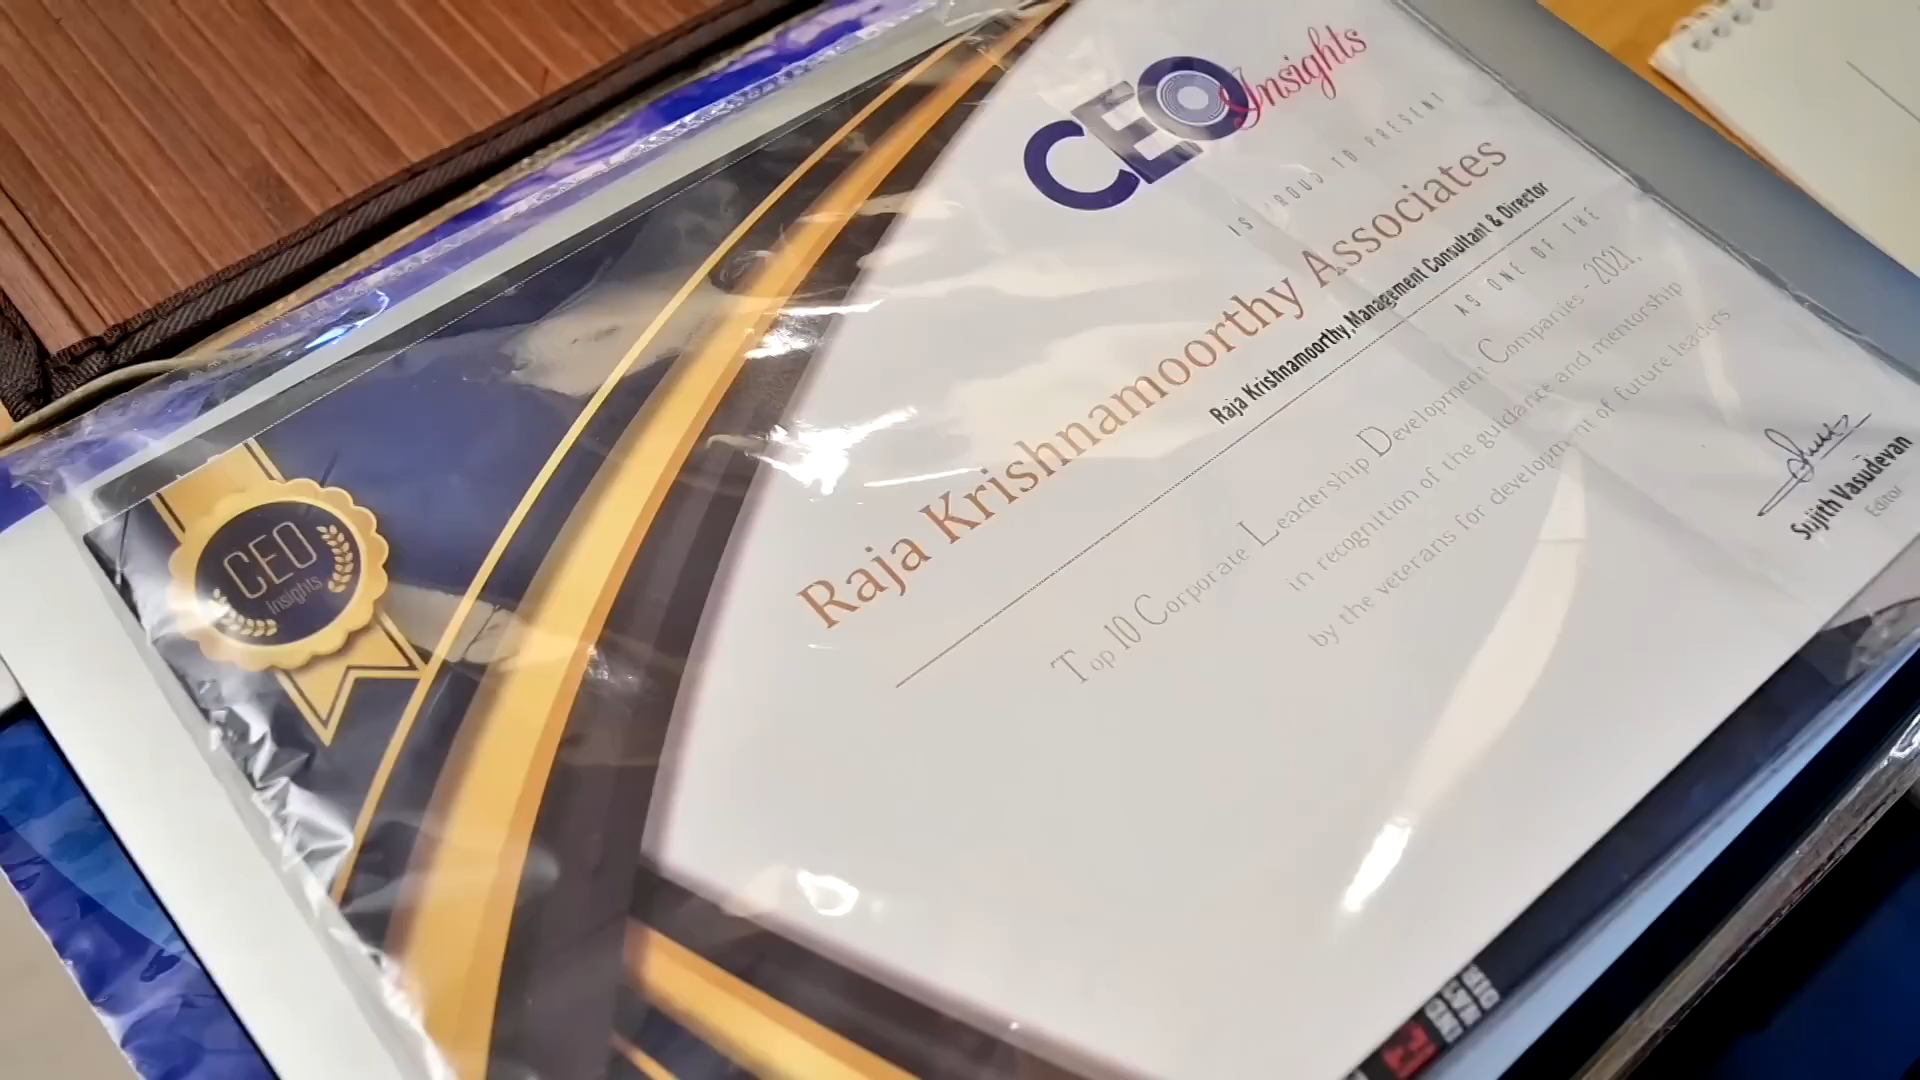 CEO Insights
IS PROUD TO PRESENT
Raja Krishnamoorthy Associates
Raja Krishnamoorthy, Management Consultant & Director
AS ONE OF THE
Top 10 Corporate Leadership Development Companies - 2021,
in recognition of the guidance and mentorship
by the veterans for development of future leaders
Sujith Vasudevan
Editor
CEO
Insights